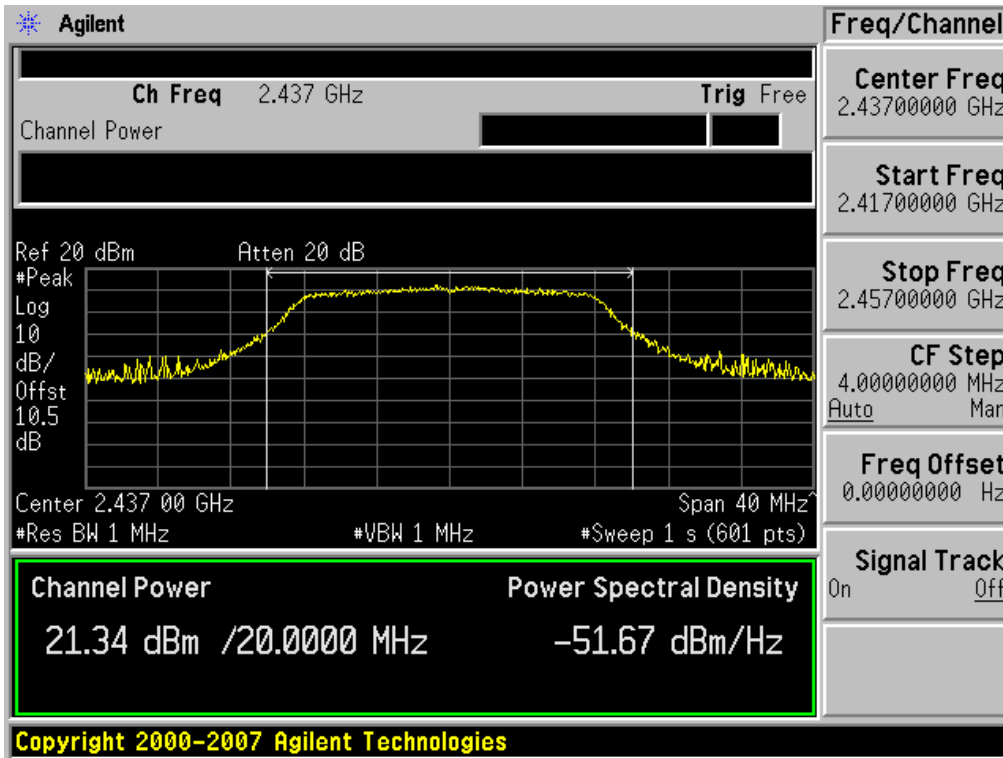 Agilent
Freq/Channel
Ch Freq 2.437 GHz
Trig Free
Channel Power
Ref 20 dBm
Atten 20 dB
#Peak
Log
10
dB/
Offst
10.5
dB
Center 2.437 00 GHz
Span 40 MHz^
#Res BW 1 MHz
#VBW 1 MHz
#Sweep 1 s (601 pts)
Channel Power
Power Spectral Density
21.34 dBm /20.0000 MHz
-51.67 dBm/Hz
Copyright 2000-2007 Agilent Technologies
Center Freq
2.43700000 GHz
Start Freq
2.41700000 GHz
Stop Freq
2.45700000 GHz
CF Step
4.00000000 MHz
Auto Man
Freq Offset
0.00000000 Hz
Signal Track
On Off